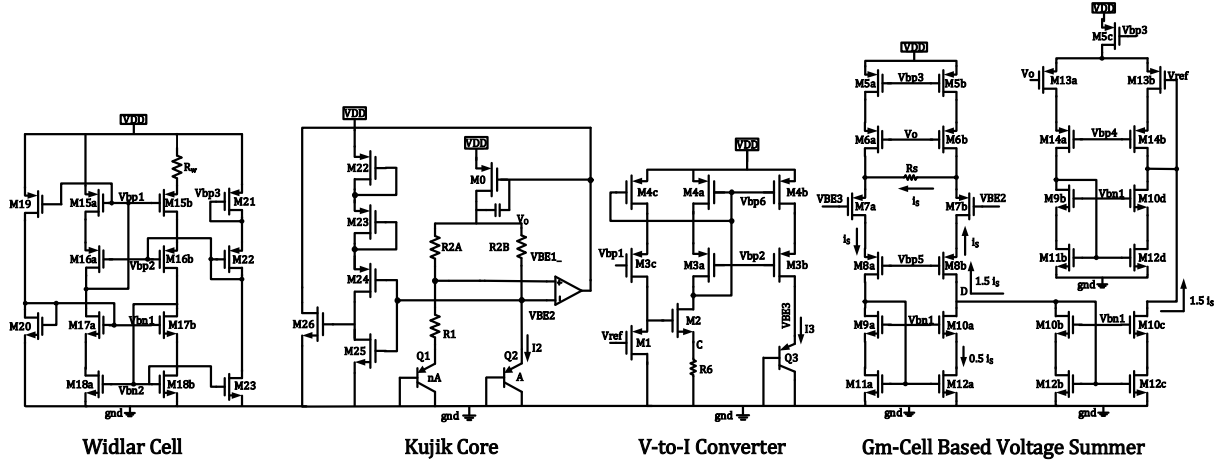 VDD
M19
M15a
Vbp1
M15b
Rw
Vbp3
M21
M16a
Vbp2
M16b
M22
M20
M17a
Vbn1
M17b
M18a
Vbn2
M18b
M23
gnd
Widlar Cell
VDD
M22
M23
M24
M25
M26
VDD
M0
Vo
R2A
R2B
VBE1_
+
VBE2
R1
Q1
nA
Q2
A
I2
gnd
Kujik Core
VDD
M4c
M4a
Vbp6
M4b
Vbp1
M3c
M3a
Vbp2
M3b
Vref
M1
M2
C
R6
VBE3
I3
Q3
gnd
V-to-I Converter
VDD
M5a
Vbp3
M5b
M6a
Vo
M6b
Rs
is
VBE3
M7a
M7b
VBE2
is
is
M8a
Vbp5
M8b
D
1.5 is
M9a
Vbn1
M10a
0.5 is
M11a
M12a
gnd
VDD
M5c
Vbp3
Vo
M13a
M13b
Vref
M14a
Vbp4
M14b
M9b
Vbn1
M10d
M11b
M12d
gnd
M10b
Vbn1
M10c
1.5 is
M12b
M12c
Gm-Cell Based Voltage Summer